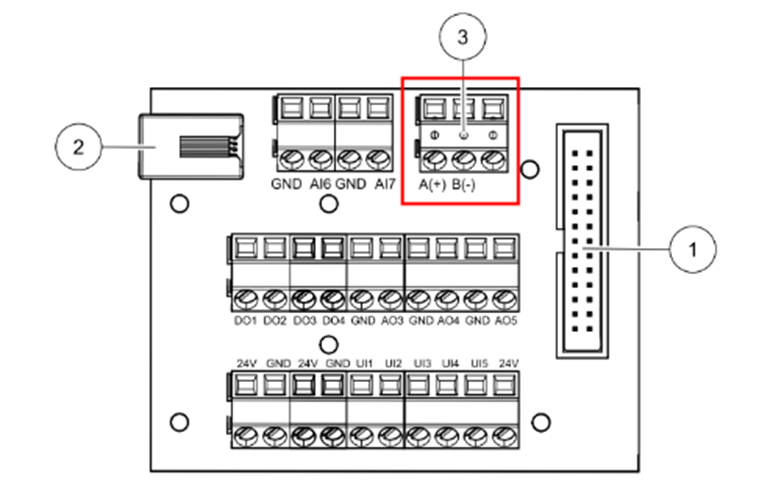 3
2
GND AI6 GND AI7
A(+) B(-)
1
DO1 DO2 DO3 DO4 GND AO3 GND AO4 GND AO5
24V GND 24V GND UI1 UI2 UI3 UI4 UI5 24V